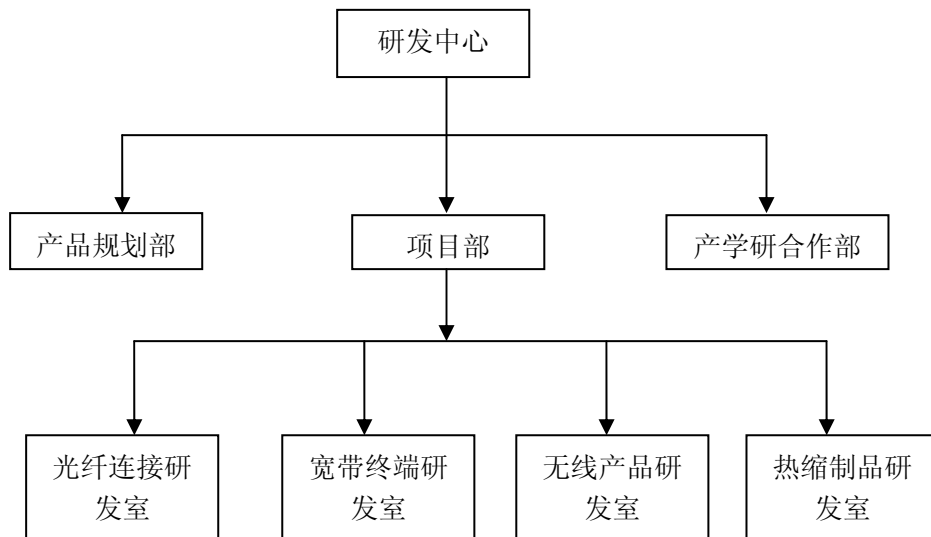 研发中心
产品规划部
项目部
产学研合作部
光纤连接研
发室
宽带终端研
发室
无线产品研
发室
热缩制品研
发室